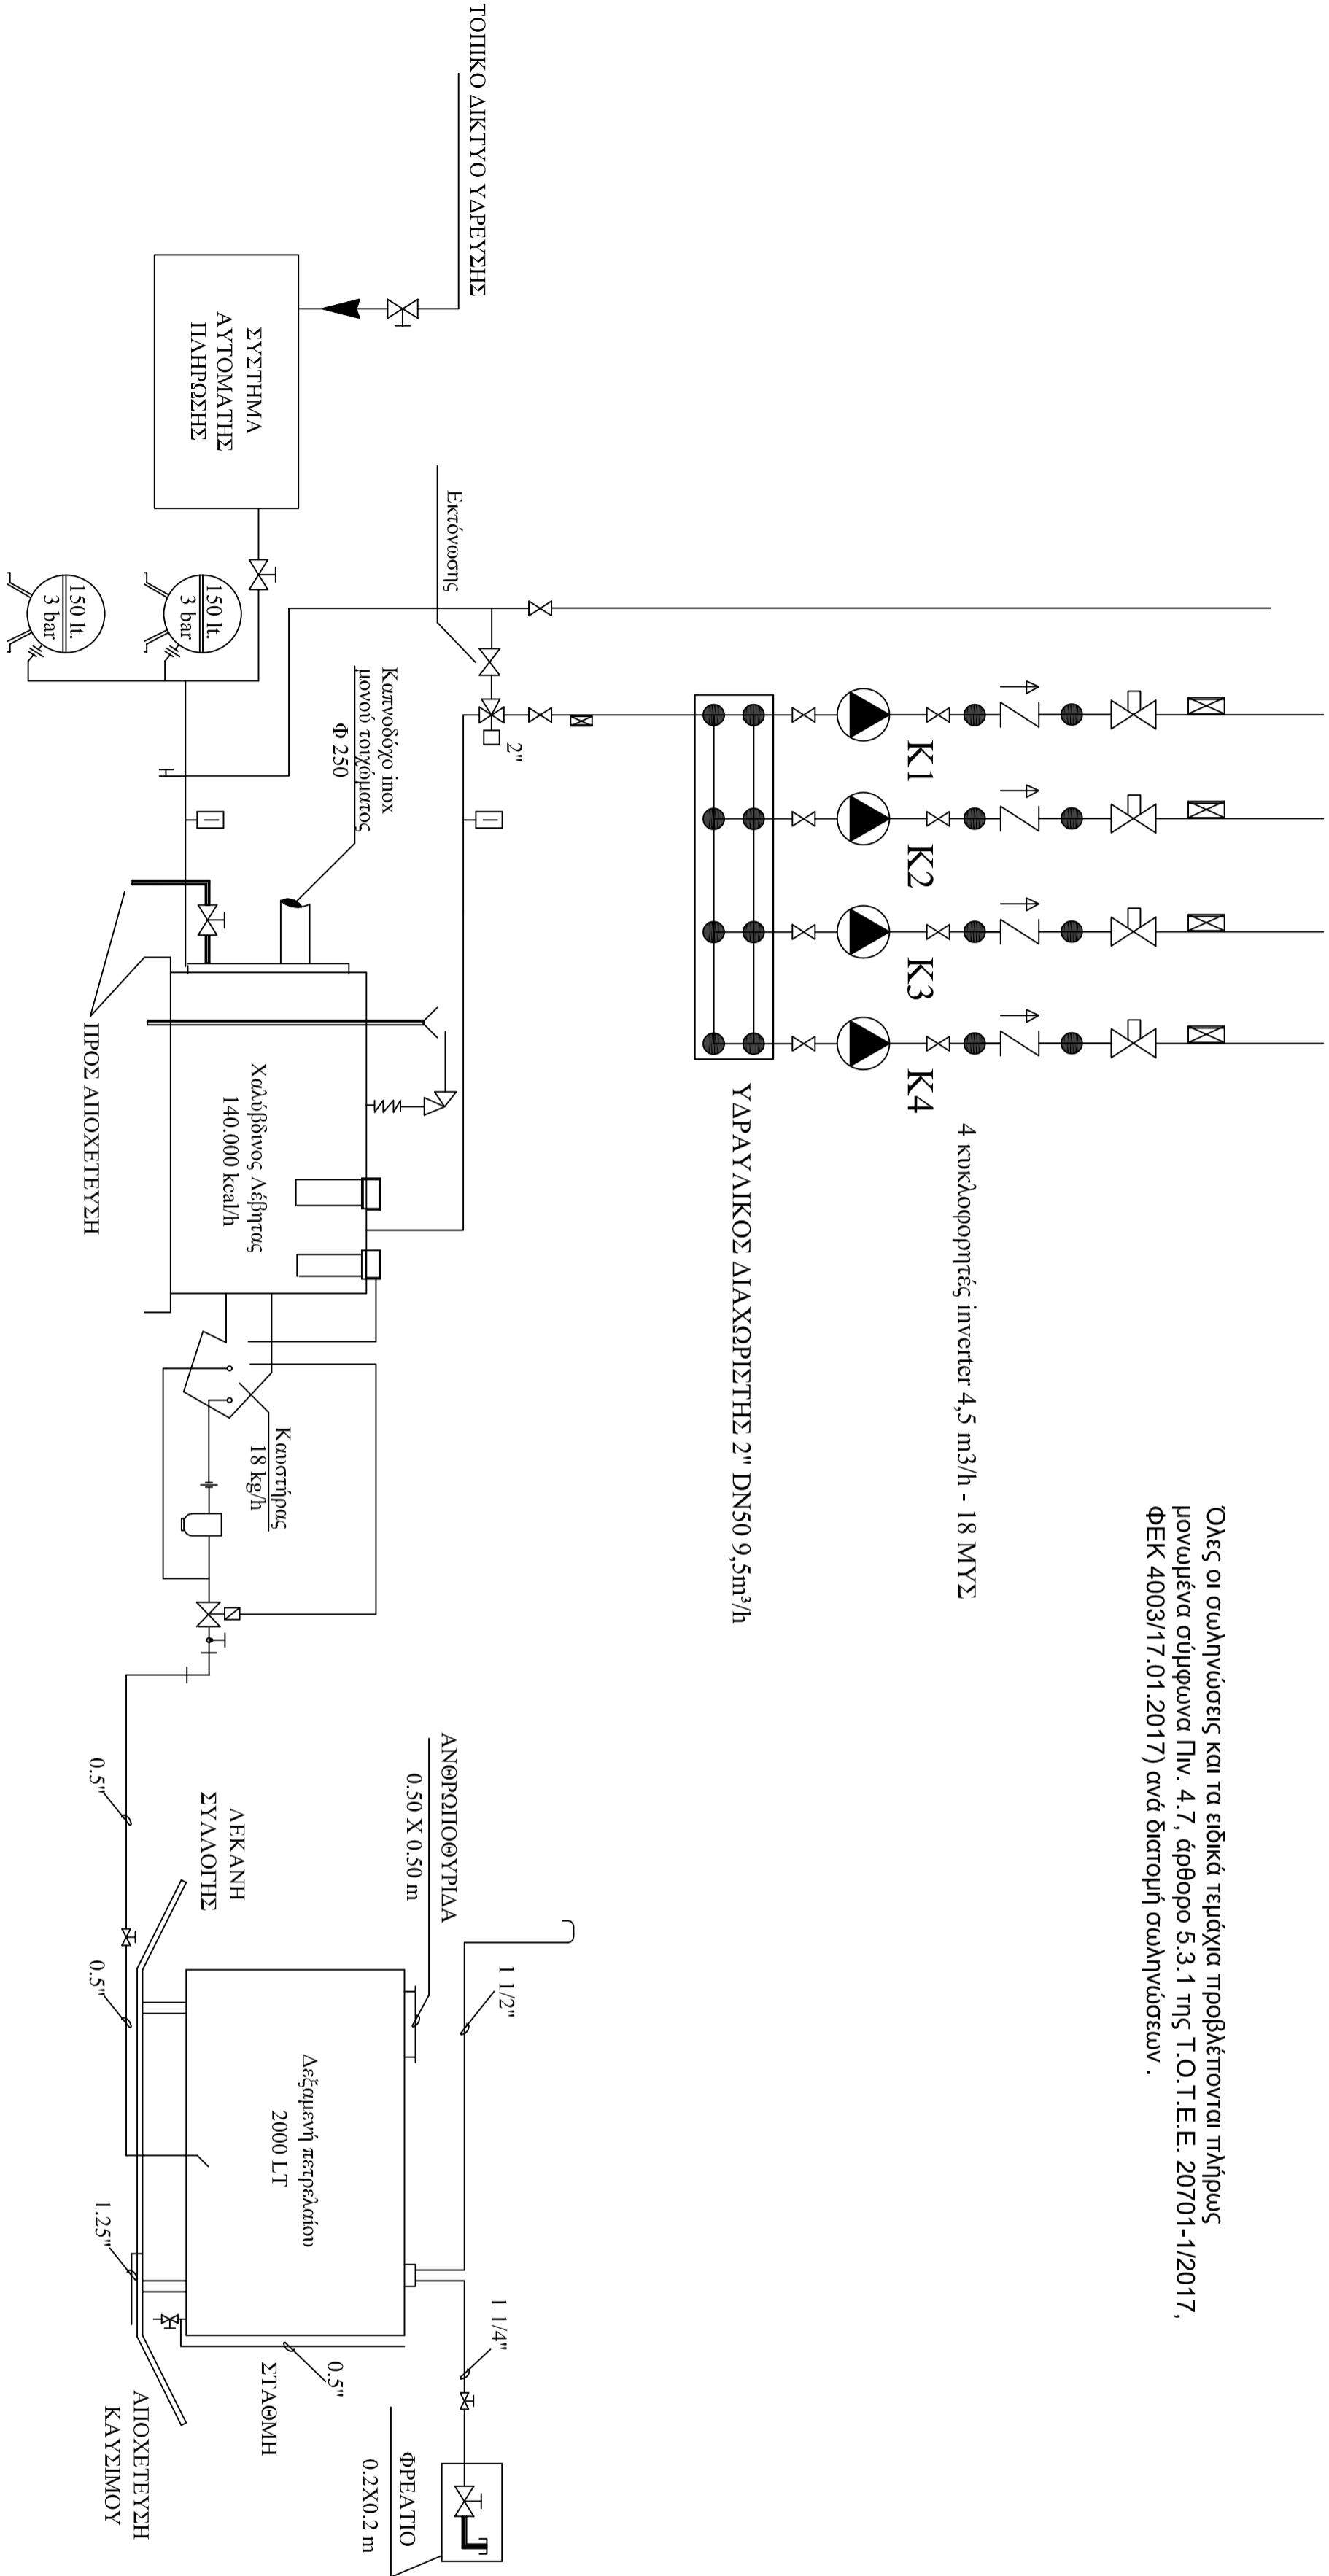 Όλες οι σωληνώσεις και τα ειδικά τεμάχια προβλέπονται πλήρως
μονωμένα σύμφωνα Πιν. 4.7, άρθορο 5.3.1 της Τ.Ο.Τ.Ε.Ε. 20701-1/2017,
ΦΕΚ 4003/17.01.2017) ανά διατομή σωληνώσεων .
K1
K2
K3
K4
4 κυκλοφορητές inverter 4,5 m3/h - 18 ΜΥΣ
ΥΔΡΑΥΛΙΚΟΣ ΔΙΑΧΩΡΙΣΤΗΣ 2" DN50 9,5m³/h
ΤΟΠΙΚΟ ΔΙΚΤΥΟ ΥΔΡΕΥΣΗΣ
Εκτόνωσης
2"
ΣΥΣΤΗΜΑ
ΑΥΤΟΜΑΤΗΣ
ΠΛΗΡΩΣΗΣ
150 lt.
3 bar
150 lt.
3 bar
Καπνοδόχο inox
μονού τοιχώματος
Φ 250
ΠΡΟΣ ΑΠΟΧΕΤΕΥΣΗ
Χαλύβδινος Λέβητας
140.000 kcal/h
Καυστήρας
18 kg/h
ΑΝΘΡΩΠΟΘΥΡΙΔΑ
0.50 X 0.50 m
1 1/2"
1 1/4"
ΦΡΕΑΤΙΟ
0.2X0.2 m
Δεξαμενή πετρελαίου
2000 LT
0.5"
ΣΤΑΘΜΗ
ΛΕΚΑΝΗ
ΣΥΛΛΟΓΗΣ
0.5"
0.5"
1.25"
ΑΠΟΧΕΤΕΥΣΗ
ΚΑΥΣΙΜΟΥ